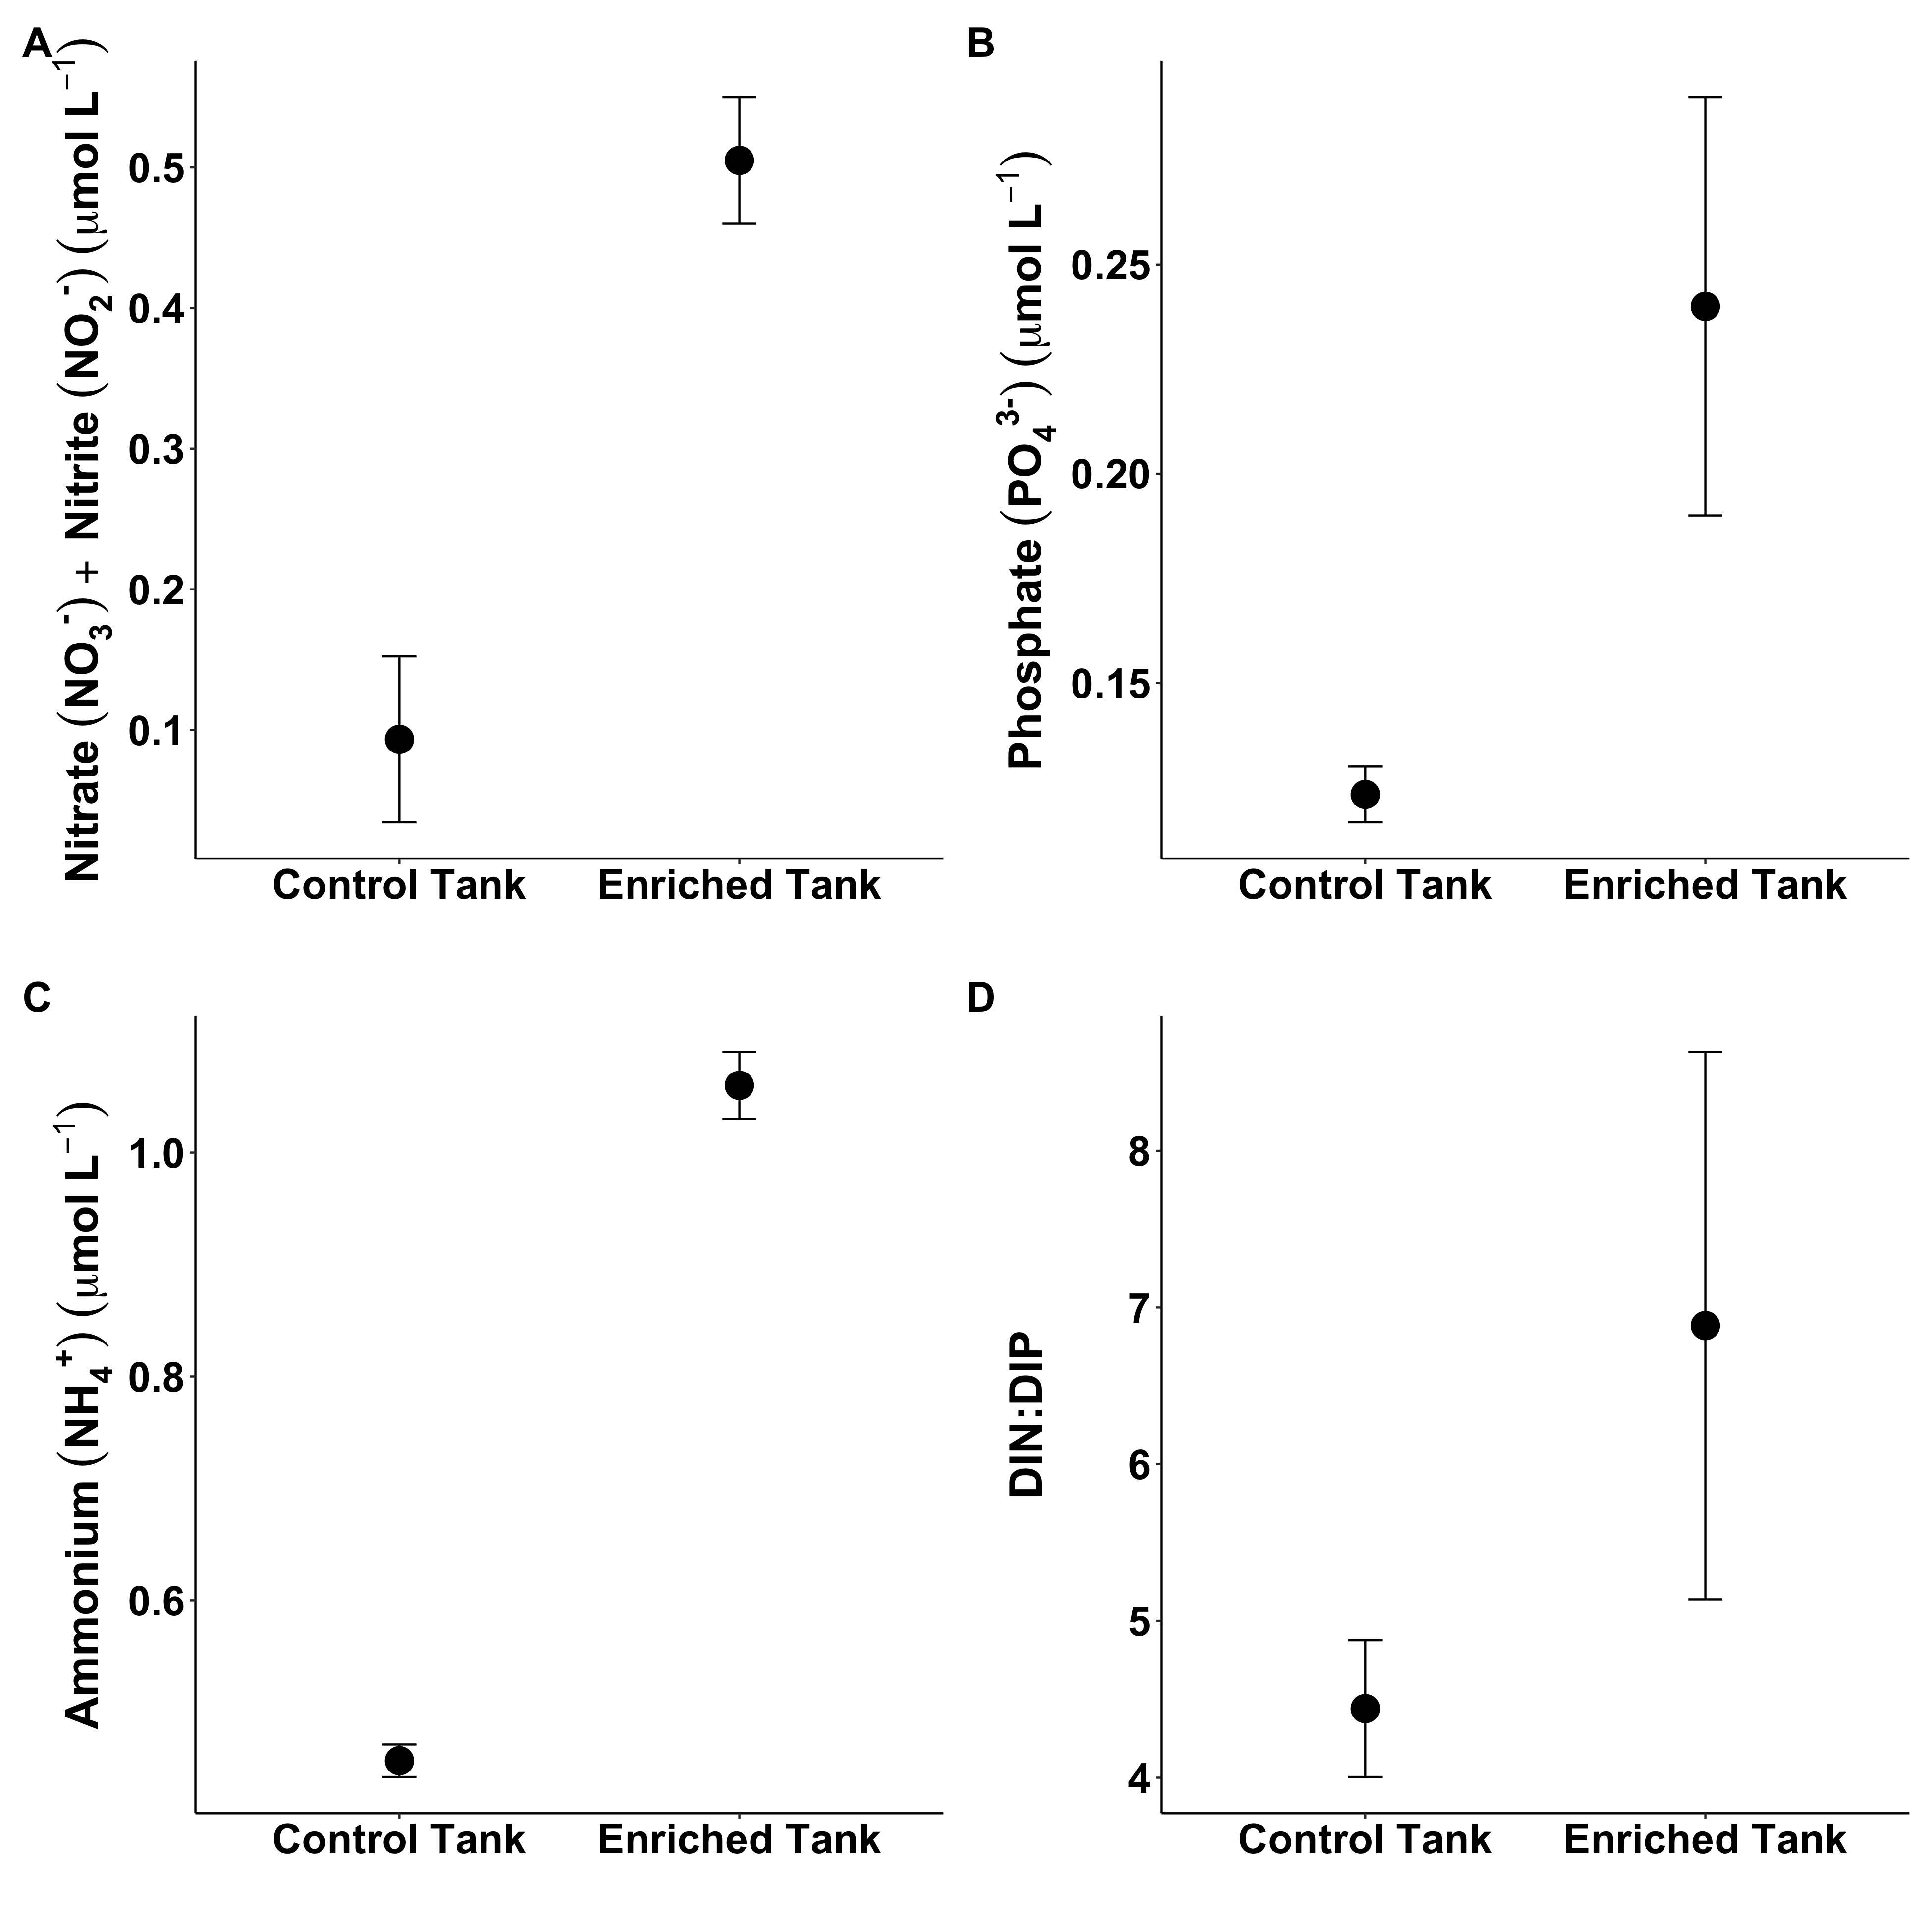 A
Nitrate (NO₃⁻) + Nitrite (NO₂⁻) (μmol L⁻¹)
0.5
0.4
0.3
0.2
0.1
Control Tank Enriched Tank
B
Phosphate (PO₄³⁻) (μmol L⁻¹)
0.25
0.20
0.15
Control Tank Enriched Tank
C
Ammonium (NH₄⁺) (μmol L⁻¹)
1.0
0.8
0.6
Control Tank Enriched Tank
D
DIN:DIP
8
7
6
5
4
Control Tank Enriched Tank